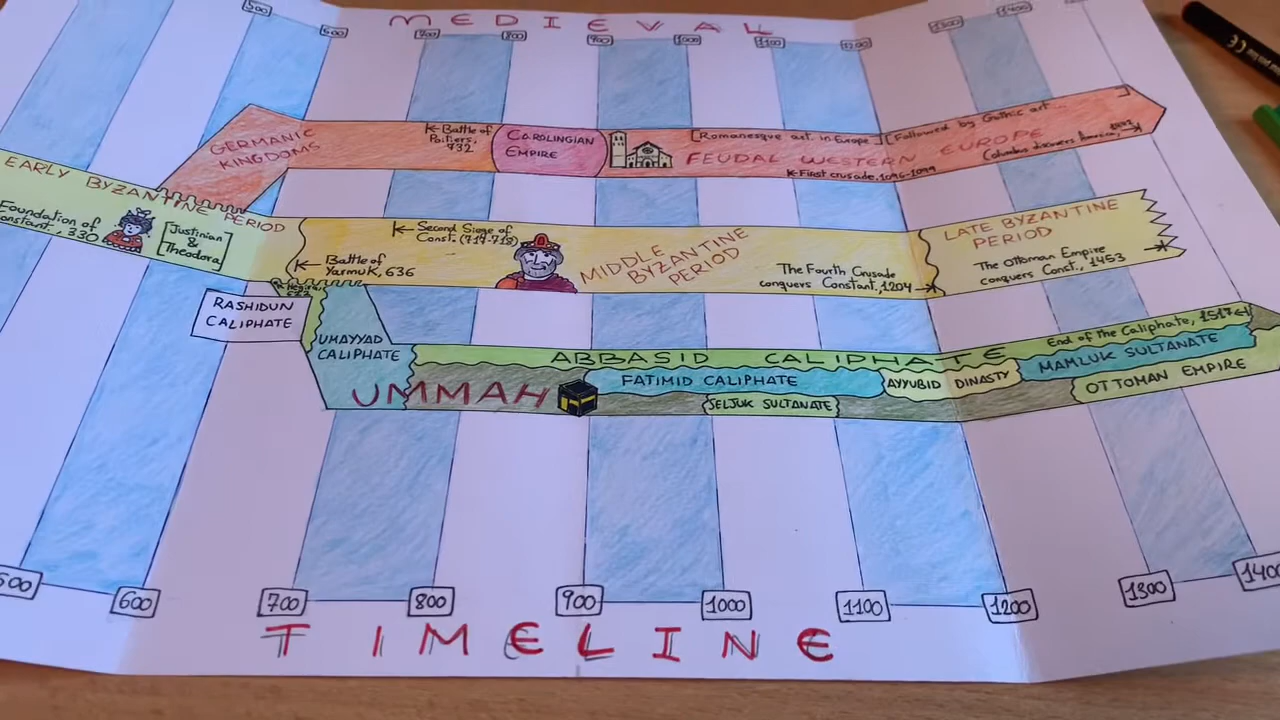 MEDIEVAL
500
600
700
800
900
1000
1100
1200
1300
1400
GERMANIC
KINGDOMS
Battle of
Poitiers,
732
CAROLINGIAN
EMPIRE
[Romanesque art in Europe]
[Followed by Gothic art...
]
FEUDAL WESTERN EUROPE
First crusade, 1096-1099
Columbus discovers America, 1492
EARLY BYZANTINE PERIOD
Foundation of
Constant., 330
[Justinian
&
Theodora]
Second Siege of
Const. (717-718)
Battle of
Yarmuk, 636
MIDDLE
BYZANTINE
PERIOD
The Fourth Crusade
conquers Constant., 1204
LATE BYZANTINE
PERIOD
The Ottoman Empire
conquers Const., 1453
622
RASHIDUN
CALIPHATE
UMAYYAD
CALIPHATE
UMMAH
ABBASID CALIPHATE
End of the Caliphate, 1517
FATIMID CALIPHATE
AYYUBID DINASTY
MAMLUK SULTANATE
SELJUK SULTANATE
OTTOMAN EMPIRE
500
600
700
800
900
1000
1100
1200
1300
1400
TIMELINE
CE